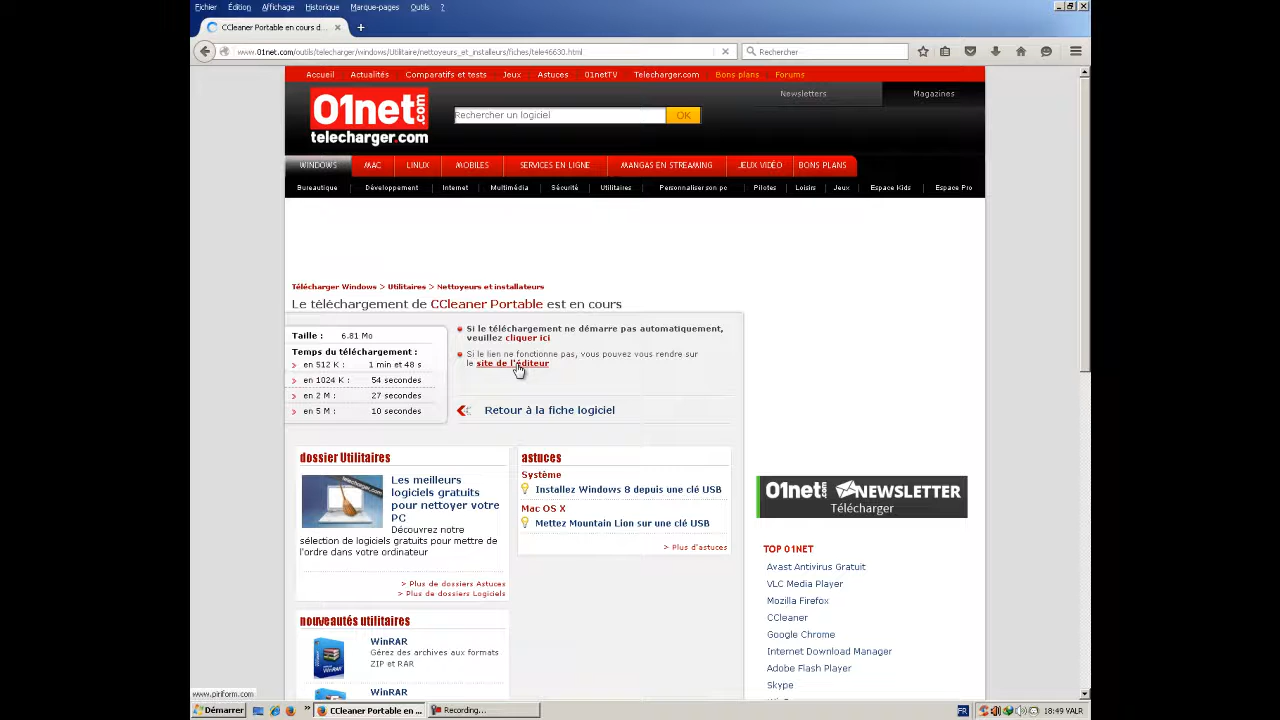 Fichier Édition Affichage Historique Marque-pages Outils ?
CCleaner Portable en cours d...
www.01net.com/outils/telecharger/windows/Utilitaire/nettoyeurs_et_installeurs/fiches/tele46630.html
Rechercher
Accueil Actualités Comparatifs et tests Jeux Astuces 01netTV Telecharger.com Bons plans Forums
Newsletters Magazines
01net.com
telecharger.com
Rechercher un logiciel OK
WINDOWS MAC LINUX MOBILES SERVICES EN LIGNE MANGAS EN STREAMING JEUX VIDÉO BONS PLANS
Bureautique Développement Internet Multimédia Sécurité Utilitaires Personnaliser son pc Pilotes Loisirs Jeux Espace Kids Espace Pro
Télécharger Windows > Utilitaires > Nettoyeurs et installateurs
Le téléchargement de CCleaner Portable est en cours
Taille : 6.81 Mo
Temps du téléchargement :
en 512 K : 1 min et 48 s
en 1024 K : 54 secondes
en 2 M : 27 secondes
en 5 M : 10 secondes
Si le téléchargement ne démarre pas automatiquement,
veuillez cliquer ici
Si le lien ne fonctionne pas, vous pouvez vous rendre sur
le site de l'éditeur
Retour à la fiche logiciel
dossier Utilitaires
Les meilleurs
logiciels gratuits
pour nettoyer votre
PC
Découvrez notre
sélection de logiciels gratuits pour mettre de
l'ordre dans votre ordinateur
> Plus de dossiers Astuces
> Plus de dossiers Logiciels
astuces
Système
Installez Windows 8 depuis une clé USB
Mac OS X
Mettez Mountain Lion sur une clé USB
> Plus d'astuces
nouveautés utilitaires
WinRAR
Gérez des archives aux formats
ZIP et RAR
WinRAR
01net.com NEWSLETTER
Télécharger
TOP 01NET
Avast Antivirus Gratuit
VLC Media Player
Mozilla Firefox
CCleaner
Google Chrome
Internet Download Manager
Adobe Flash Player
Skype
www.piriform.com
Démarrer » CCleaner Portable en ... Recording... FR 18:49 VALR